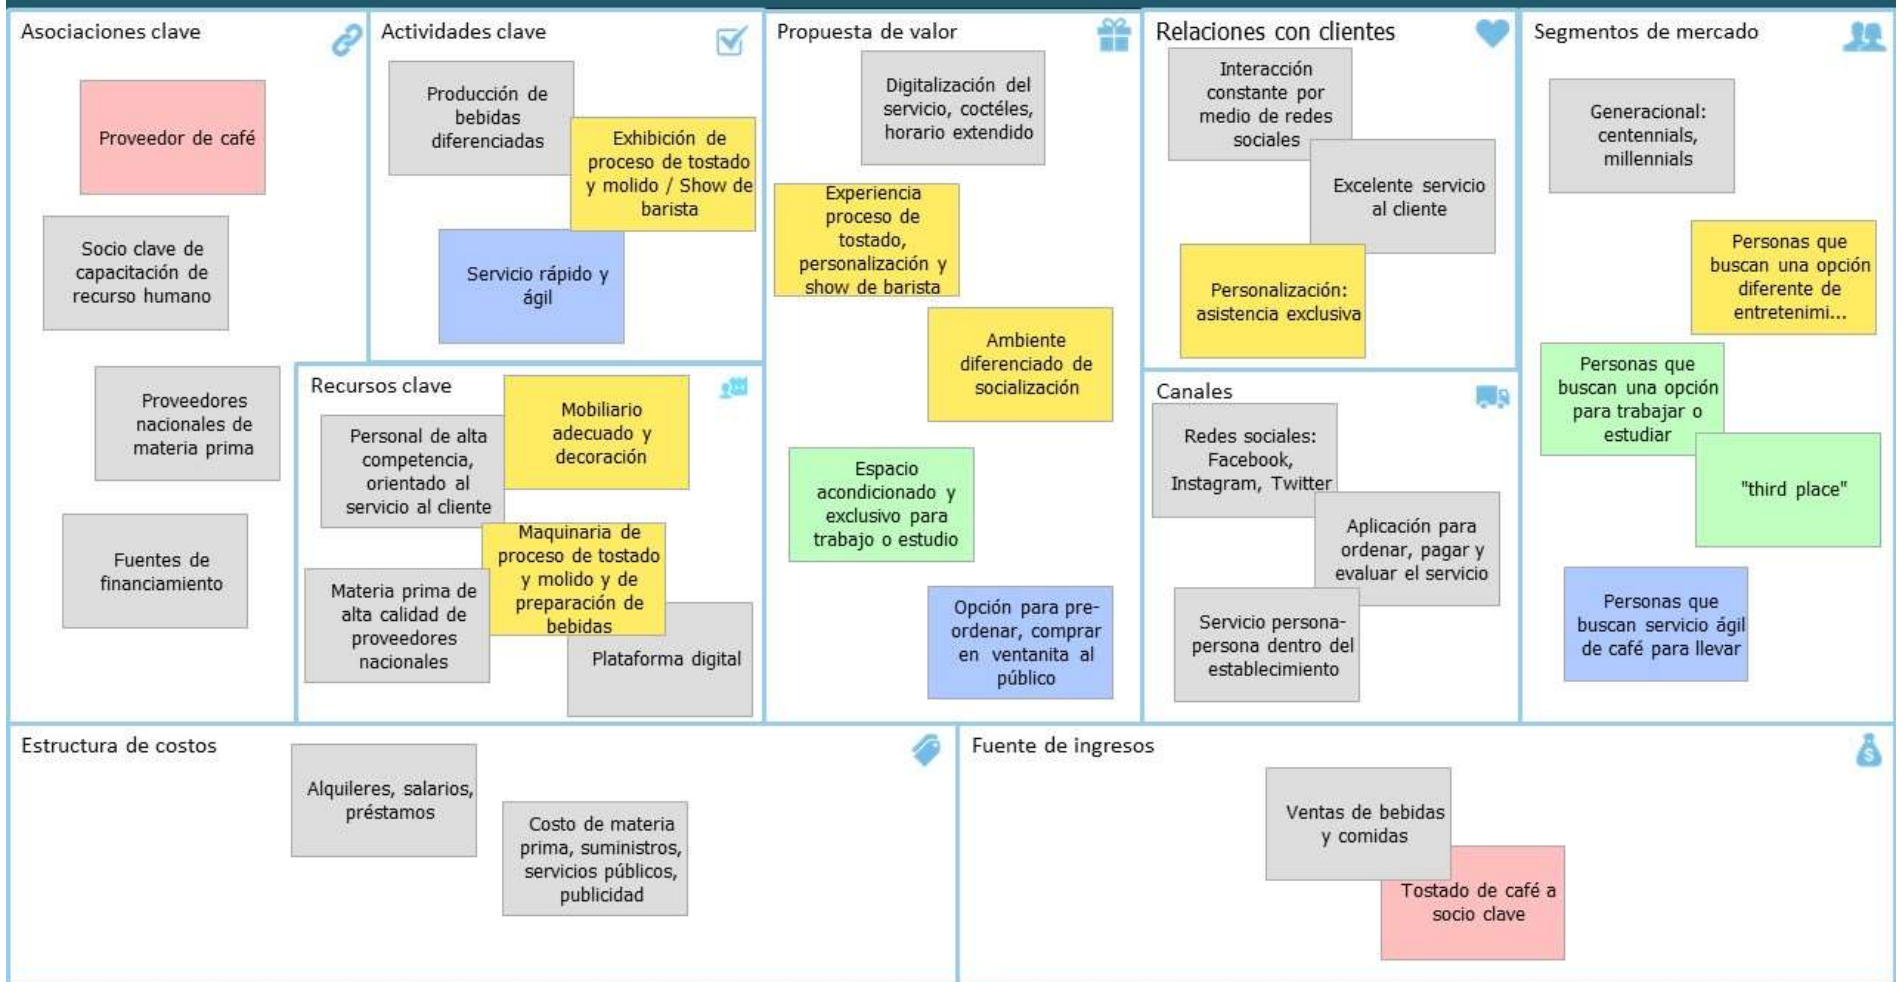 Asociaciones clave
Proveedor de café
Socio clave de
capacitación de
recurso humano
Proveedores
nacionales de
materia prima
Fuentes de
financiamiento
Actividades clave
Producción de
bebidas
diferenciadas
Exhibición de
proceso de tostado
y molido / Show de
barista
Servicio rápido y
ágil
Recursos clave
Personal de alta
competencia,
orientado al
servicio al cliente
Mobiliario
adecuado y
decoración
Maquinaria de
proceso de tostado
y molido y de
preparación de
bebidas
Materia prima de
alta calidad de
proveedores
nacionales
Plataforma digital
Propuesta de valor
Digitalización del
servicio, coctéles,
horario extendido
Experiencia
proceso de
tostado,
personalización y
show de barista
Ambiente
diferenciado de
socialización
Espacio
acondicionado y
exclusivo para
trabajo o estudio
Opción para pre-
ordenar, comprar
en ventanita al
público
Relaciones con clientes
Interacción
constante por
medio de redes
sociales
Excelente servicio
al cliente
Personalización:
asistencia exclusiva
Canales
Redes sociales:
Facebook,
Instagram, Twitter
Aplicación para
ordenar, pagar y
evaluar el servicio
Servicio persona-
persona dentro del
establecimiento
Segmentos de mercado
Generacional:
centennials,
millennials
Personas que
buscan una opción
diferente de
entretenimi...
Personas que
buscan una opción
para trabajar o
estudiar
"third place"
Personas que
buscan servicio ágil
de café para llevar
Estructura de costos
Alquileres, salarios,
préstamos
Costo de materia
prima, suministros,
servicios públicos,
publicidad
Fuente de ingresos
Ventas de bebidas
y comidas
Tostado de café a
socio clave
$